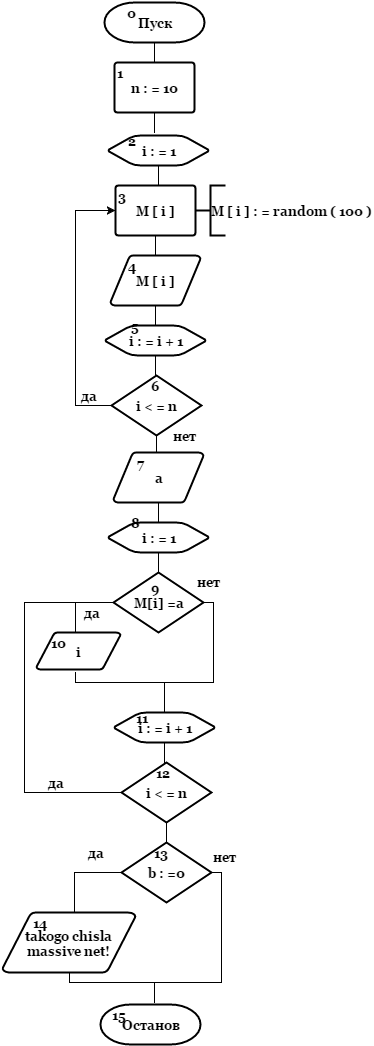 0
Пуск
1
n : = 10
2
i : = 1
3
M [ i ]
M [ i ] : = random ( 100 )
4
M [ i ]
5
i : = i + 1
6
i < = n
да
нет
7
a
8
i : = 1
9
M[i] =a
нет
да
10
i
11
i : = i + 1
12
i < = n
да
13
b : =0
да
нет
14
takogo chisla
massive net!
15
Останов